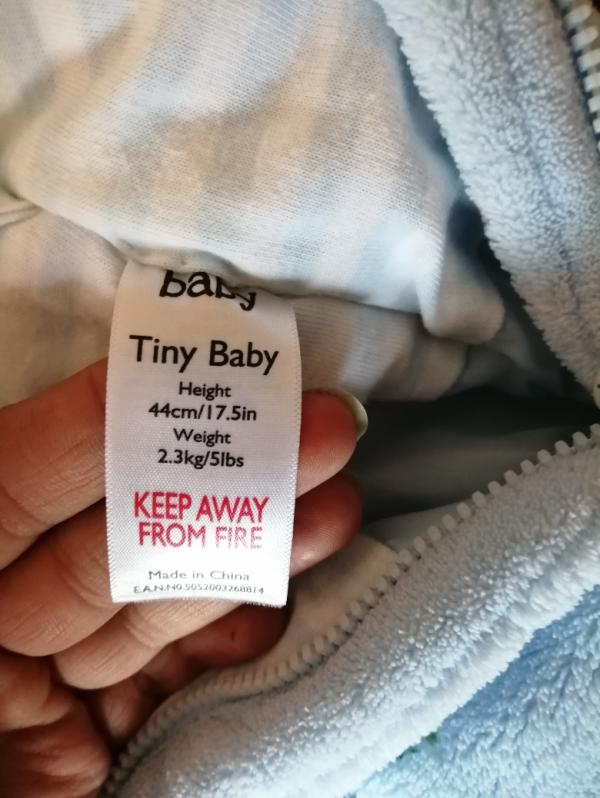 baby
Tiny Baby
Height
44cm/17.5in
Weight
2.3kg/5lbs
KEEP AWAY
FROM FIRE
Made in China
E.A.N.NO.5052003268814